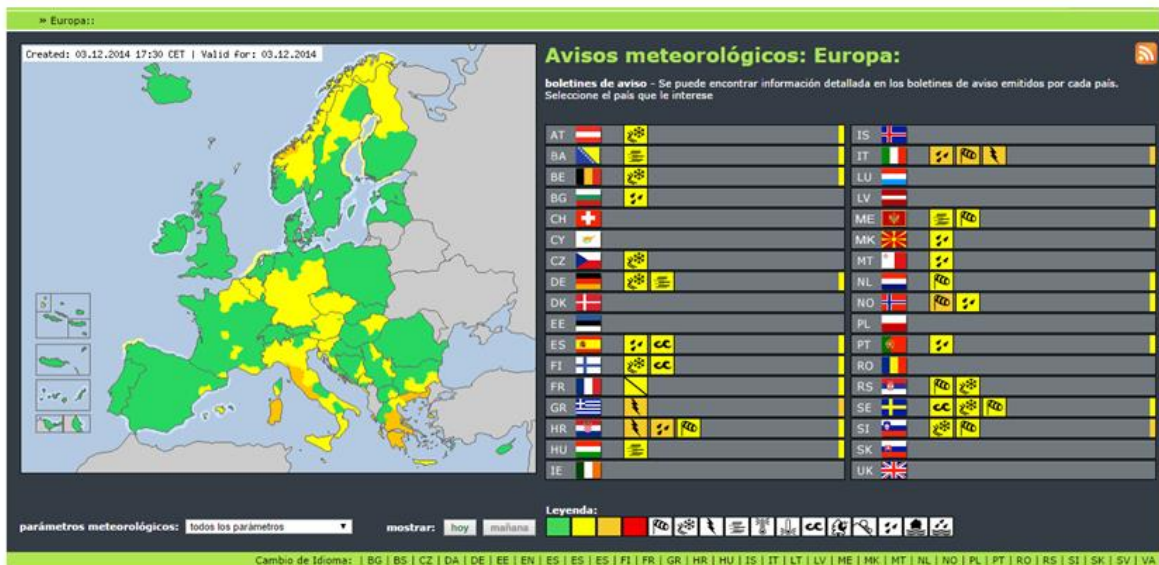 » Europa::
Created: 03.12.2014 17:30 CET | Valid for: 03.12.2014
Avisos meteorológicos: Europa:
boletines de aviso - Se puede encontrar información detallada en los boletines de aviso emitidos por cada país.
Seleccione el país que le interese
AT
BA
BE
BG
CH
CY
CZ
DE
DK
EE
ES
FI
FR
GR
HR
HU
IE
IS
IT
LU
LV
ME
MK
MT
NL
NO
PL
PT
RO
RS
SE
SI
SK
UK
parámetros meteorológicos: todos los parámetros mostrar: hoy mañana
Leyenda:
Cambio de Idioma: | BG | BS | CZ | DA | DE | EE | EN | ES | ES | ES | FI | FR | GR | HR | HU | IS | IT | LT | LV | ME | MK | MT | NL | NO | PL | PT | RO | RS | SI | SK | SV | VA